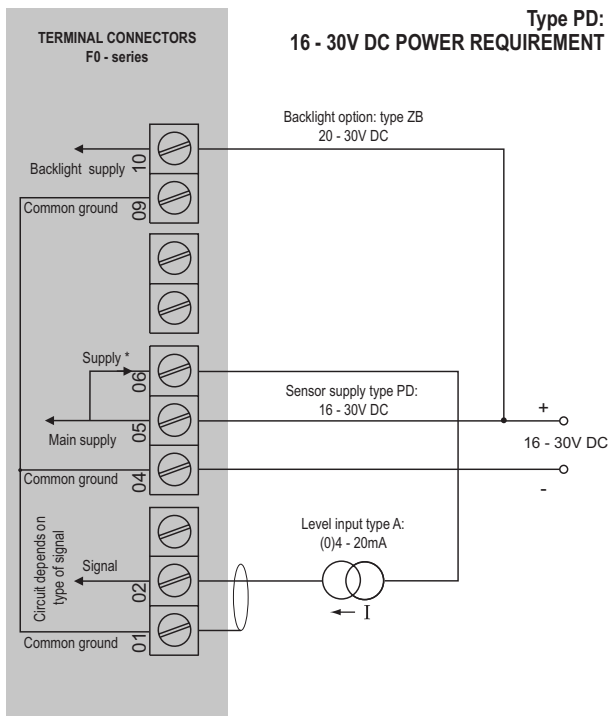 Type PD:
16 - 30V DC POWER REQUIREMENT
TERMINAL CONNECTORS
F0 - series
Backlight option: type ZB
20 - 30V DC
10
Backlight supply
09
Common ground
Supply *
06
Sensor supply type PD:
16 - 30V DC
05
Main supply
+
16 - 30V DC
-
04
Common ground
Level input type A:
(0)4 - 20mA
Circuit depends on
type of signal
Signal
02
I
01
Common ground